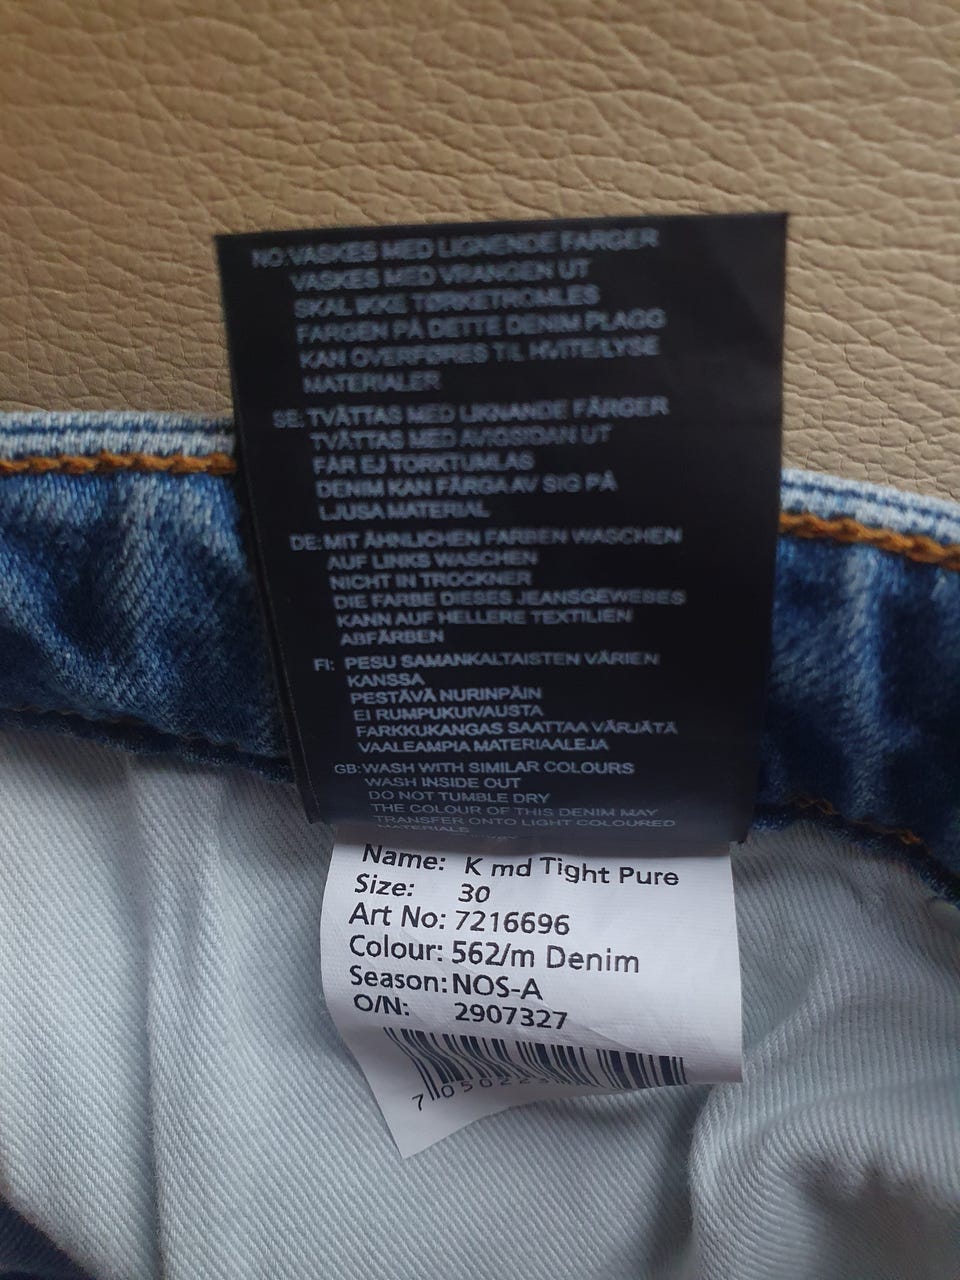 NO: VASKES MED LIGNENDE FARGER
VASKES MED VRANGEN UT
SKAL IKKE TØRKETROMLES
FARGEN PÅ DETTE DENIM PLAGG
KAN OVERFØRES TIL HVITE/LYSE
MATERIALER
SE: TVÄTTAS MED LIKNANDE FÄRGER
TVÄTTAS MED AVIGSIDAN UT
FÅR EJ TORKTUMLAS
DENIM KAN FÄRGA AV SIG PÅ
LJUSA MATERIAL
DE: MIT ÄHNLICHEN FARBEN WASCHEN
AUF LINKS WASCHEN
NICHT IN TROCKNER
DIE FARBE DIESES JEANSGEWEBES
KANN AUF HELLERE TEXTILIEN
ABFÄRBEN
FI: PESU SAMANKALTAISTEN VÄRIEN
KANSSA
PESTÄVÄ NURINPÄIN
EI RUMPUKUIVAUSTA
FARKKUKANGAS SAATTAA VÄRJÄTÄ
VAALEAMPIA MATERIAALEJA
GB: WASH WITH SIMILAR COLOURS
WASH INSIDE OUT
DO NOT TUMBLE DRY
THE COLOUR OF THIS DENIM MAY
TRANSFER ONTO LIGHT COLOURED
MATERIALS
Name: K md Tight Pure
Size: 30
Art No: 7216696
Colour: 562/m Denim
Season: NOS-A
O/N: 2907327
7 05022